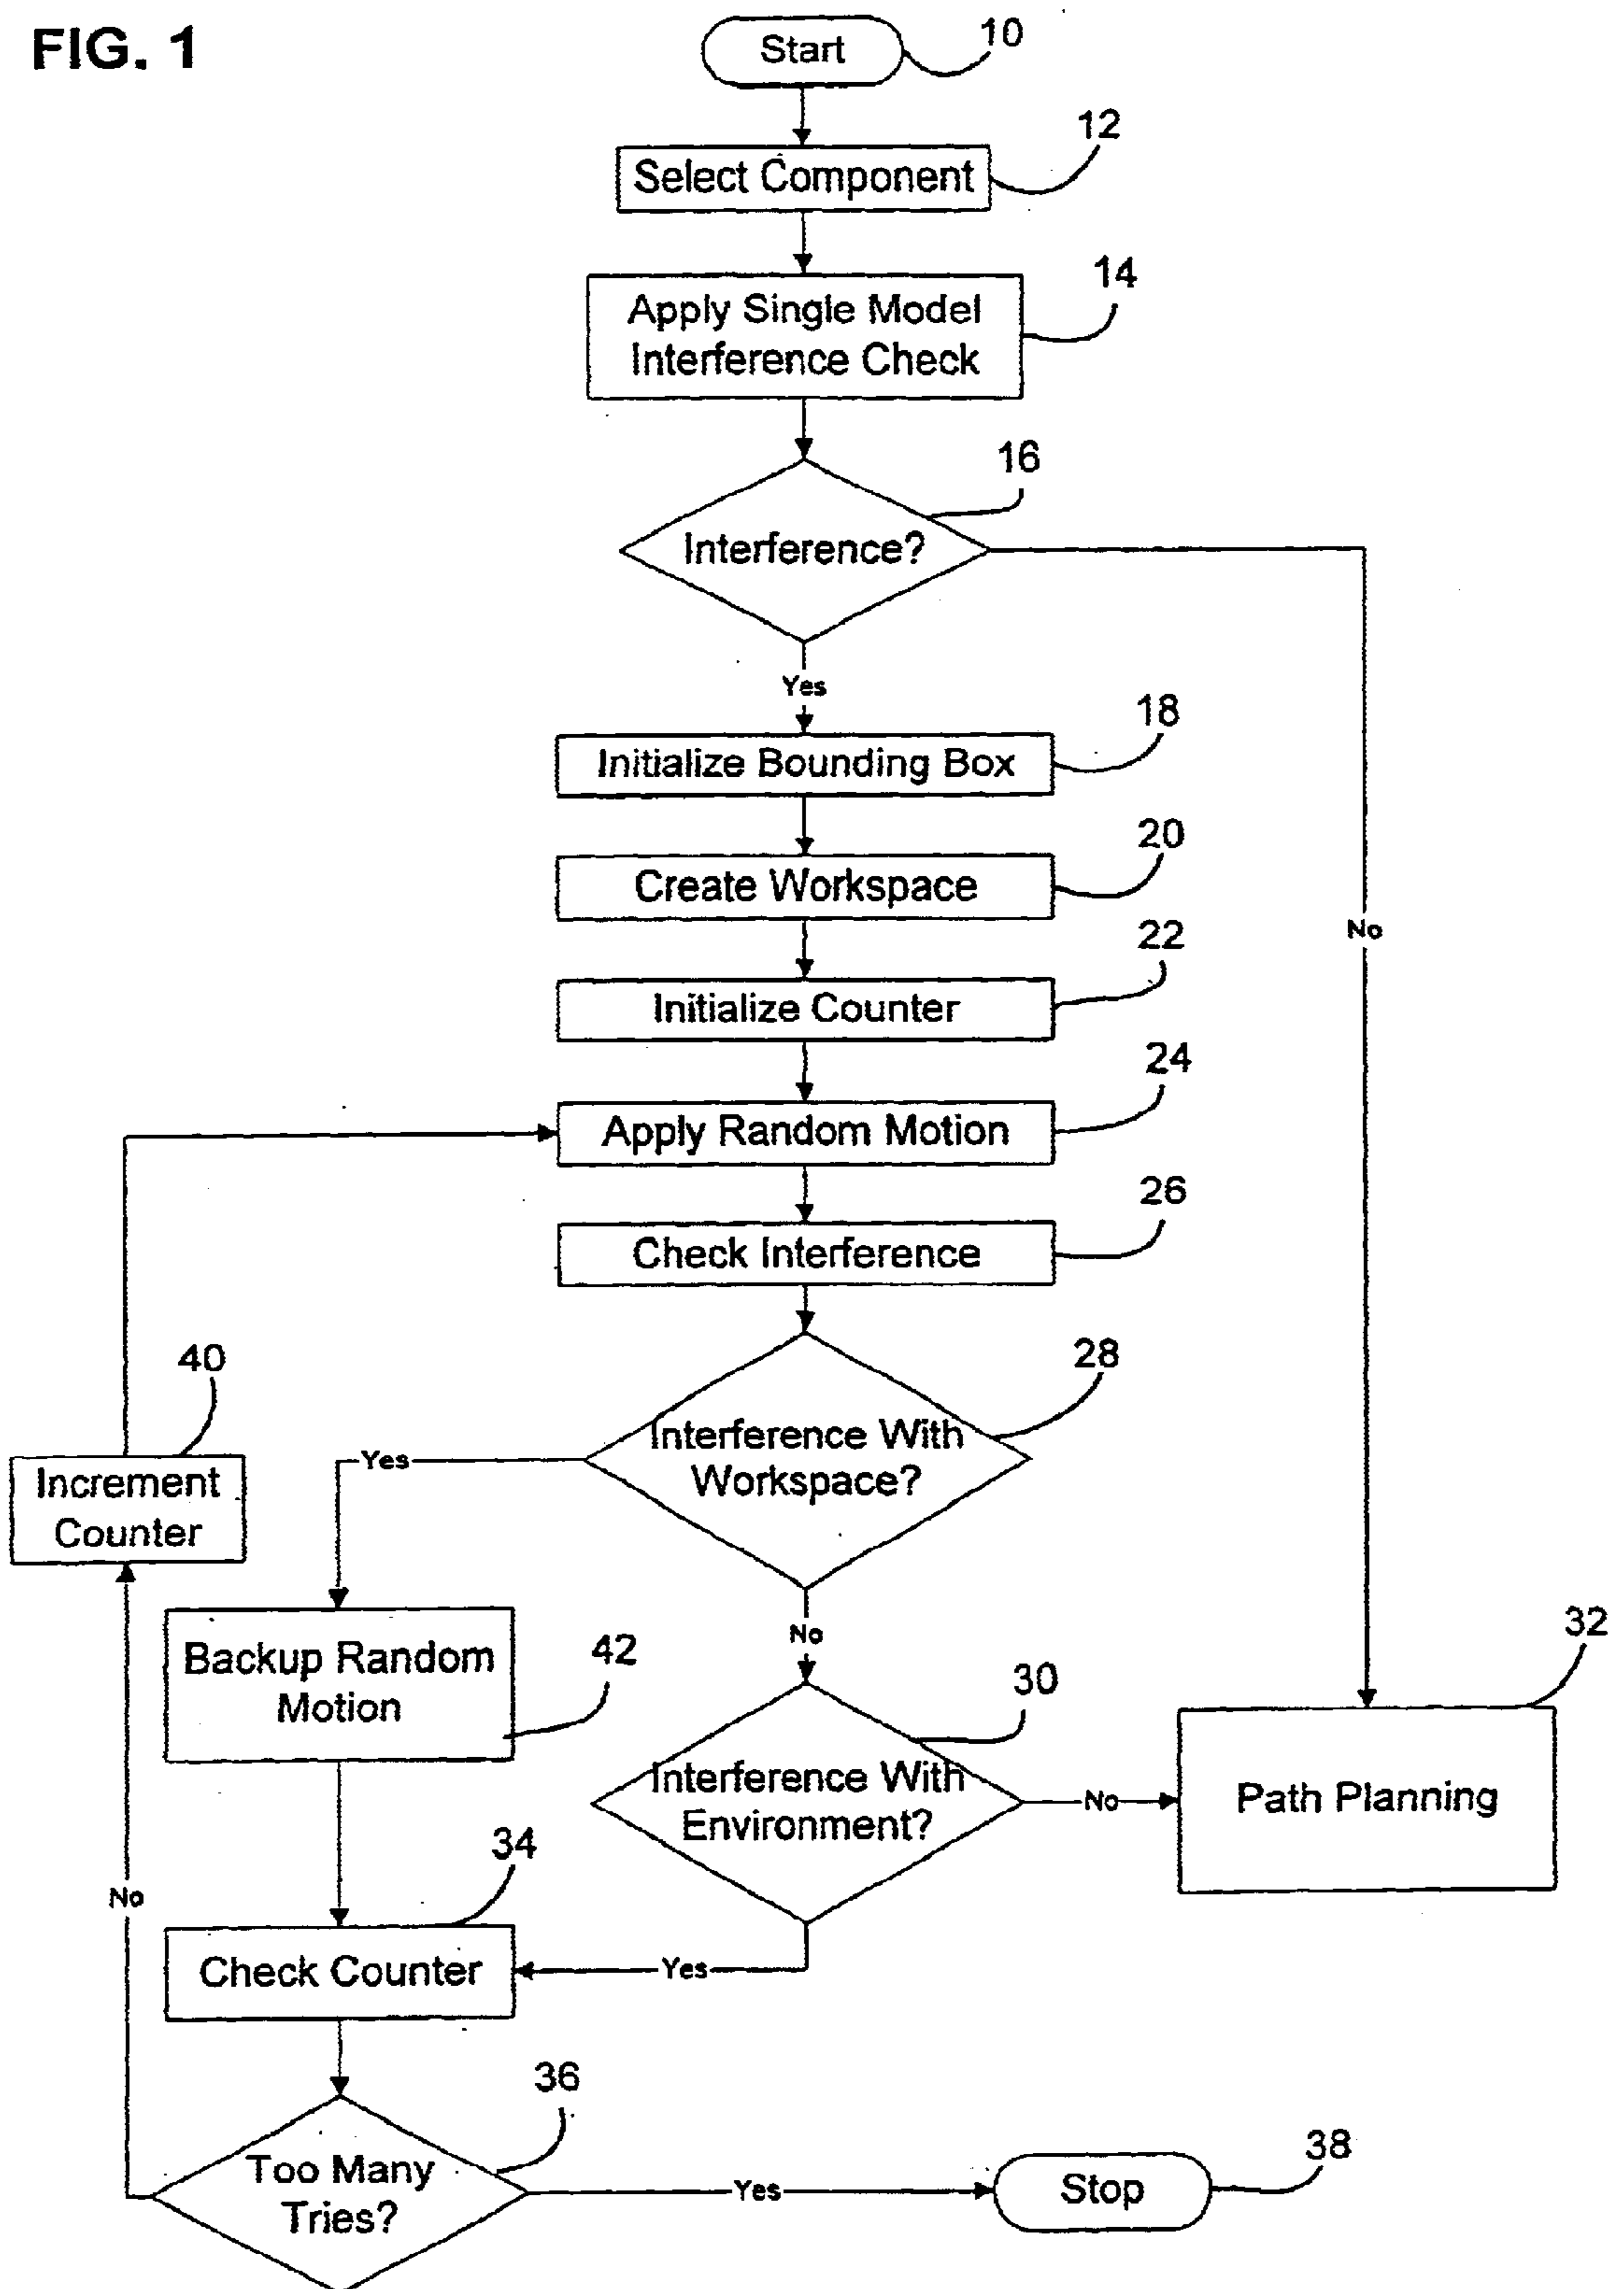 FIG. 1
Start
10
12
Select Component
14
Apply Single Model
Interference Check
16
Interference?
Yes
18
Initialize Bounding Box
20
Create Workspace
No
22
Initialize Counter
24
Apply Random Motion
26
Check Interference
40
28
Interference With
Workspace?
Yes
Increment
Counter
No
32
Backup Random
Motion
42
30
Interference With
Environment?
No
Path Planning
34
No
Check Counter
Yes
36
Too Many
Tries?
Yes
Stop
38